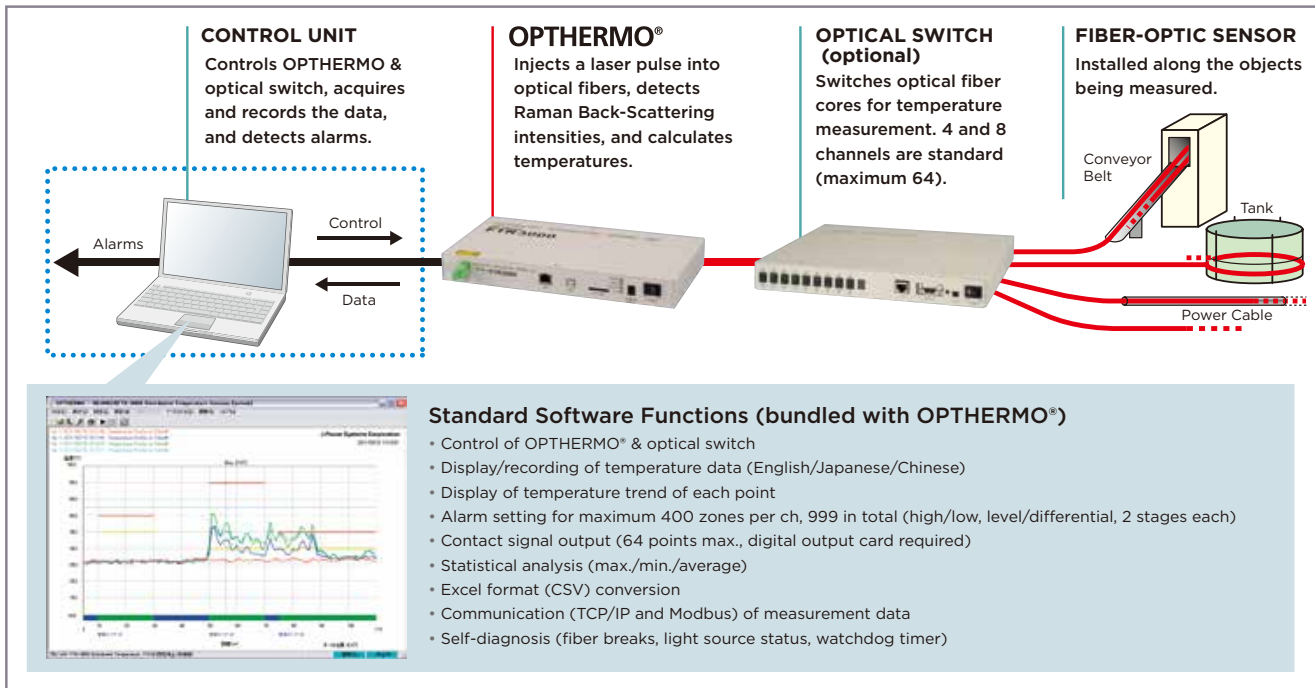 CONTROL UNIT
Controls OPTHERMO &
optical switch, acquires
and records the data,
and detects alarms.
OPTHERMO®
Injects a laser pulse into
optical fibers, detects
Raman Back-Scattering
intensities, and calculates
temperatures.
OPTICAL SWITCH
(optional)
Switches optical fiber
cores for temperature
measurement. 4 and 8
channels are standard
(maximum 64).
FIBER-OPTIC SENSOR
Installed along the objects
being measured.
Conveyor
Belt
Tank
Power Cable
Alarms
Control
Data
FTR3000
Standard Software Functions (bundled with OPTHERMO®)
• Control of OPTHERMO® & optical switch
• Display/recording of temperature data (English/Japanese/Chinese)
• Display of temperature trend of each point
• Alarm setting for maximum 400 zones per ch, 999 in total (high/low, level/differential, 2 stages each)
• Contact signal output (64 points max., digital output card required)
• Statistical analysis (max./min./average)
• Excel format (CSV) conversion
• Communication (TCP/IP and Modbus) of measurement data
• Self-diagnosis (fiber breaks, light source status, watchdog timer)
J-Power Systems Corporation